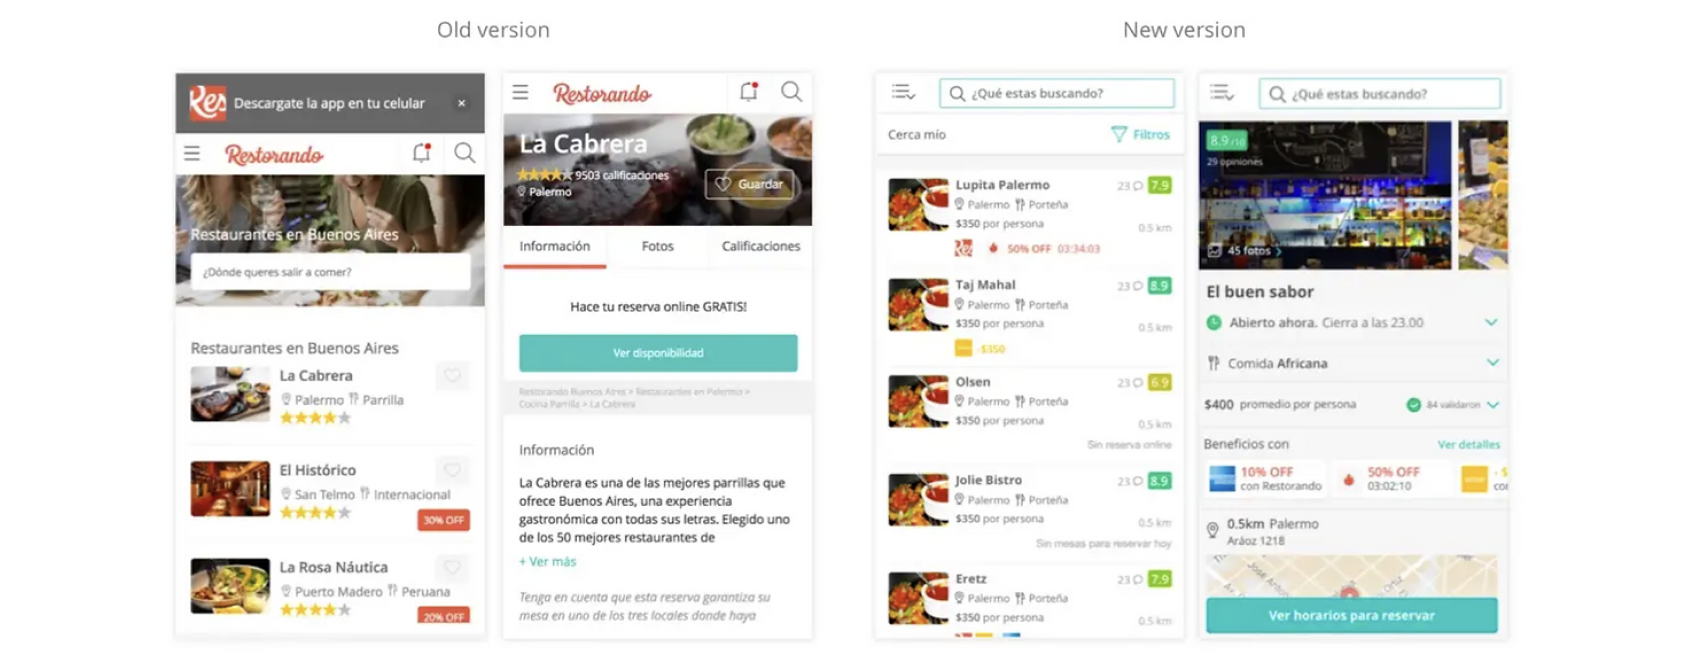 Old version
New version
Res
Descargate la app en tu celular
×
Restorando
Restaurantes en Buenos Aires
¿Dónde queres salir a comer?
Restaurantes en Buenos Aires
La Cabrera
Palermo Parrilla
El Histórico
San Telmo Internacional
30% OFF
La Rosa Náutica
Puerto Madero Peruana
20% OFF
Restorando
La Cabrera
9503 calificaciones
Palermo
Guardar
Información Fotos Calificaciones
Hace tu reserva online GRATIS!
Ver disponibilidad
Restorando Buenos Aires > Restaurantes en Palermo >
Cocina Parrilla > La Cabrera
Información
La Cabrera es una de las mejores parrillas que
ofrece Buenos Aires, una experiencia
gastronómica con todas sus letras. Elegido uno
de los 50 mejores restaurantes de
+ Ver más
Tenga en cuenta que esta reserva garantiza su
mesa en uno de los tres locales donde haya
¿Qué estas buscando?
Cerca mío Filtros
Lupita Palermo 23 7.9
Palermo Porteña
$350 por persona 0.5 km
Res 50% OFF 03:34:03
Taj Mahal 23 8.9
Palermo Porteña
$350 por persona 0.5 km
-$350
Olsen 23 6.9
Palermo Porteña
$350 por persona 0.5 km
Sin reserva online
Jolie Bistro 23 8.9
Palermo Porteña
$350 por persona 0.5 km
Sin mesas para reservar hoy
Eretz 23 7.9
Palermo Porteña
$350 por persona 0.5 km
¿Qué estas buscando?
8.9/10
29 opiniones
45 fotos
El buen sabor
Abierto ahora. Cierra a las 23.00
Comida Africana
$400 promedio por persona 84 validaron
Beneficios con Ver detalles
10% OFF
con Restorando
50% OFF
03:02:10
0.5km Palermo
Aráoz 1218
Ver horarios para reservar